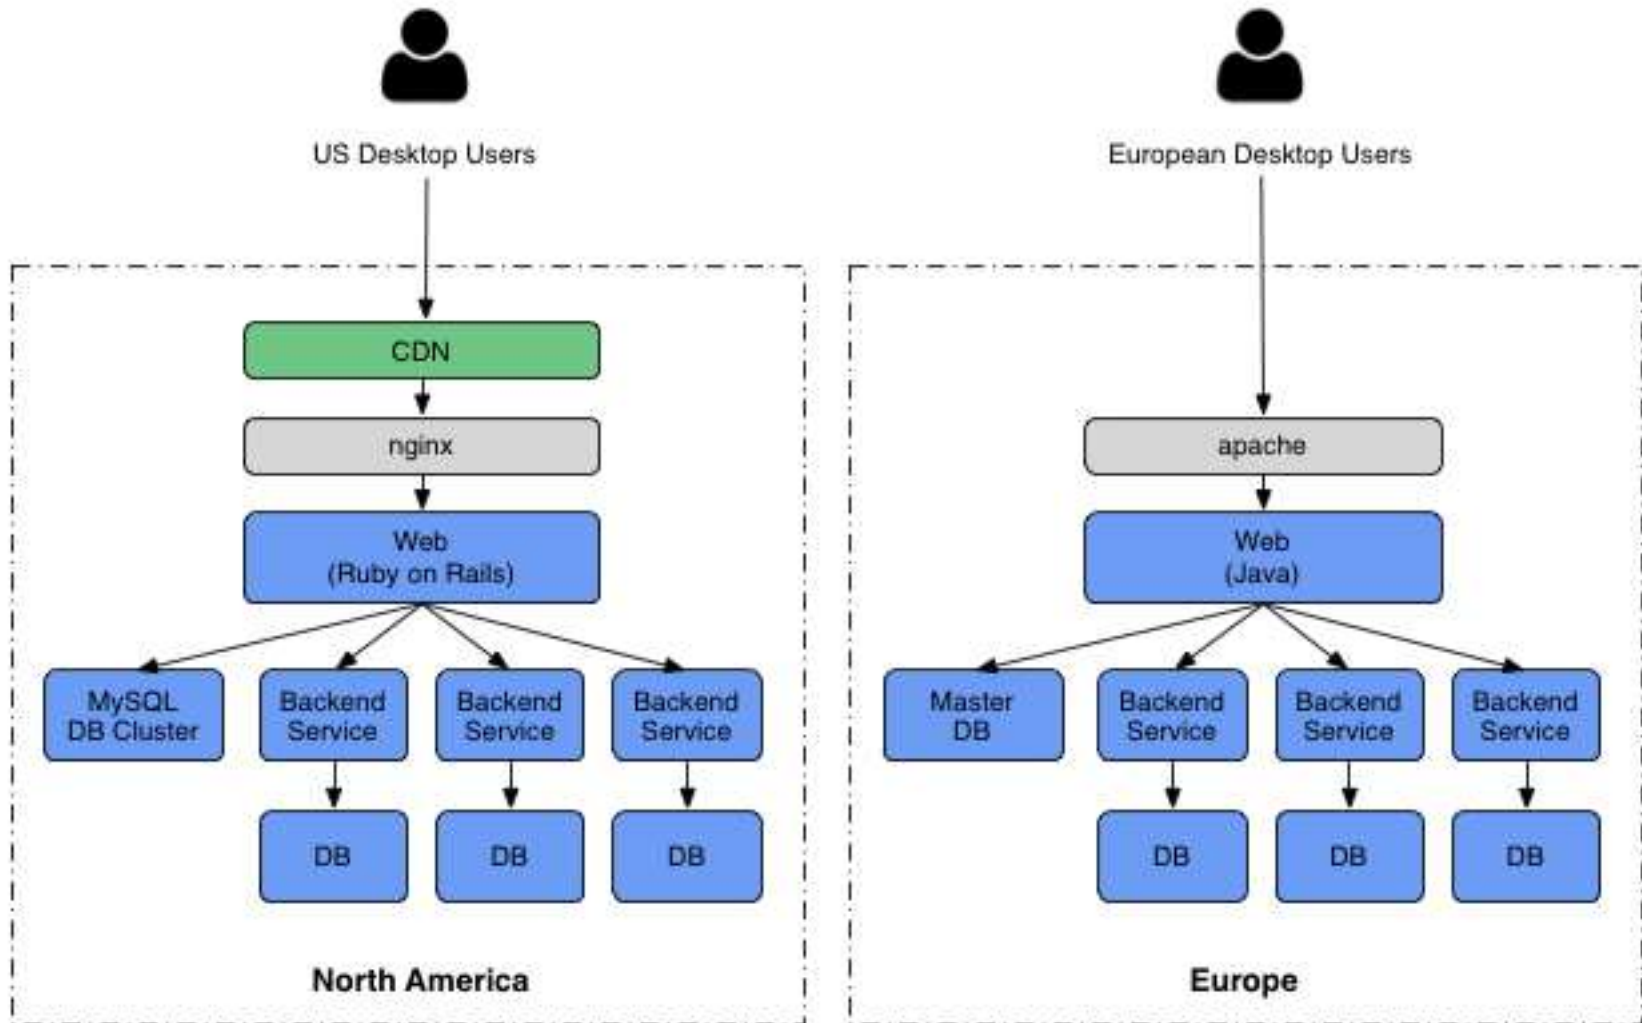 US Desktop Users
European Desktop Users
CDN
nginx
apache
Web
(Ruby on Rails)
Web
(Java)
MySQL
DB Cluster
Backend
Service
Backend
Service
Backend
Service
Master
DB
Backend
Service
Backend
Service
Backend
Service
DB
DB
DB
DB
DB
DB
North America
Europe